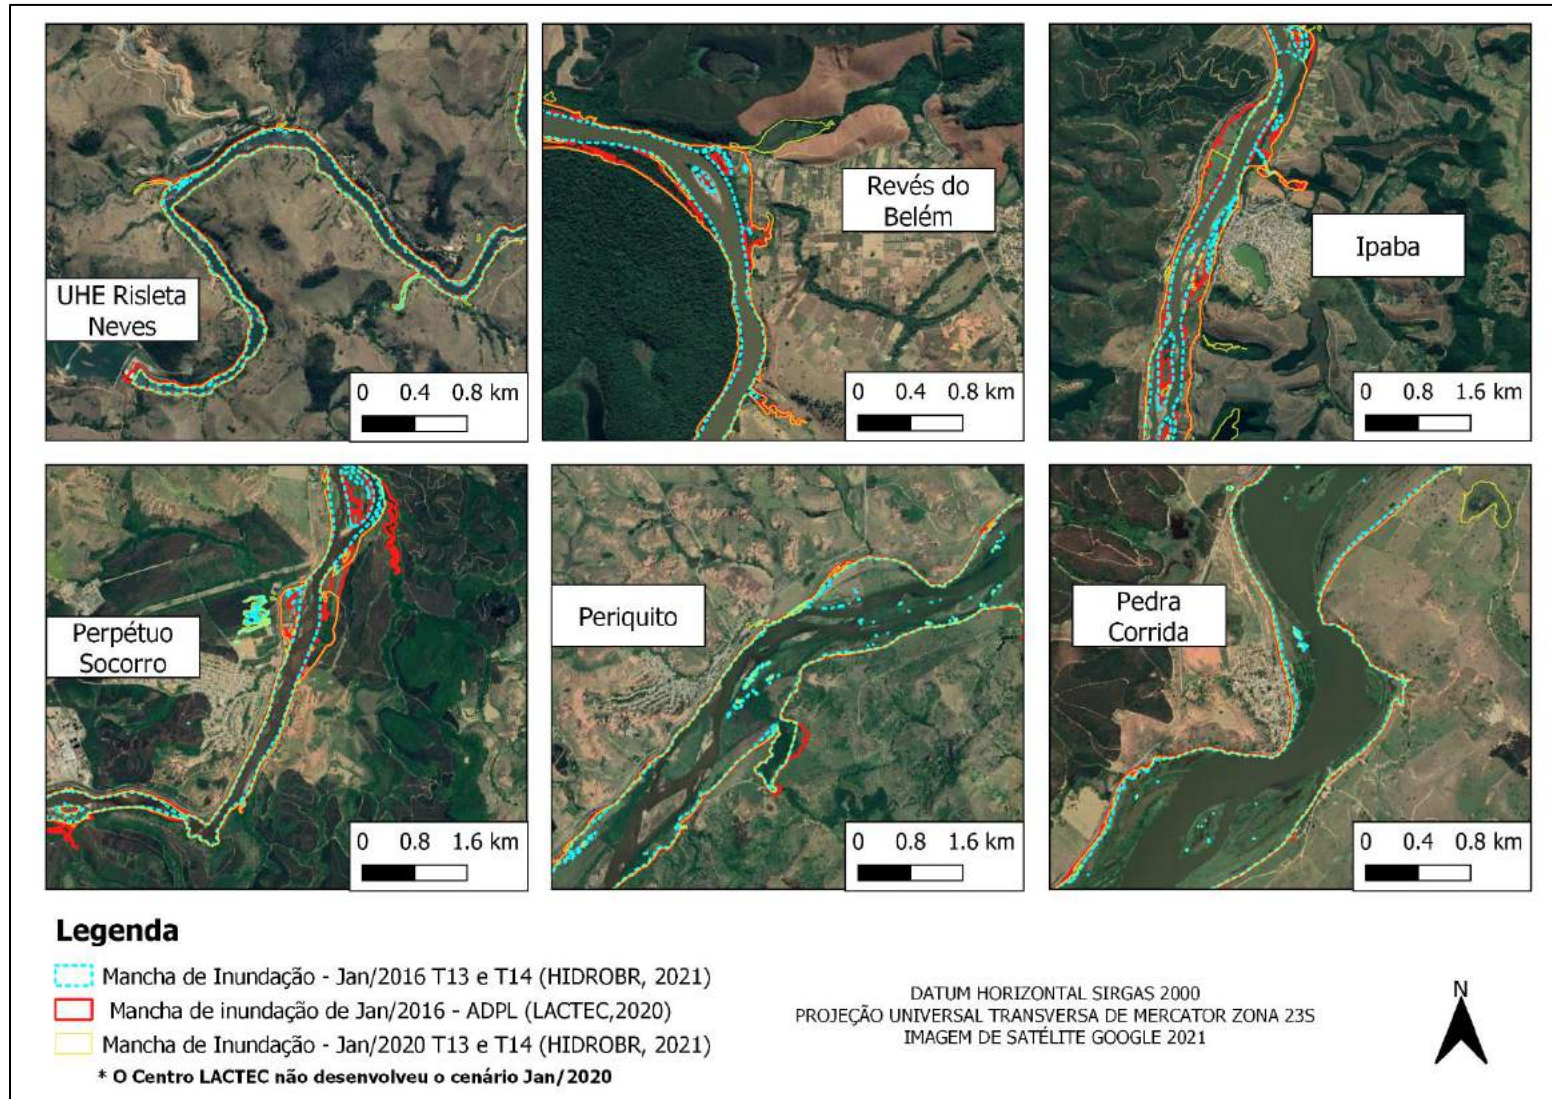 UHE Risleta
Neves
0 0.4 0.8 km
Revés do
Belém
0 0.4 0.8 km
Ipaba
0 0.8 1.6 km
Perpétuo
Socorro
0 0.8 1.6 km
Periquito
0 0.8 1.6 km
Pedra
Corrida
0 0.4 0.8 km
Legenda
Mancha de Inundação - Jan/2016 T13 e T14 (HIDROBR, 2021)
Mancha de inundação de Jan/2016 - ADPL (LACTEC,2020)
Mancha de Inundação - Jan/2020 T13 e T14 (HIDROBR, 2021)
* O Centro LACTEC não desenvolveu o cenário Jan/2020
DATUM HORIZONTAL SIRGAS 2000
PROJEÇÃO UNIVERSAL TRANSVERSA DE MERCATOR ZONA 23S
IMAGEM DE SATÉLITE GOOGLE 2021
N